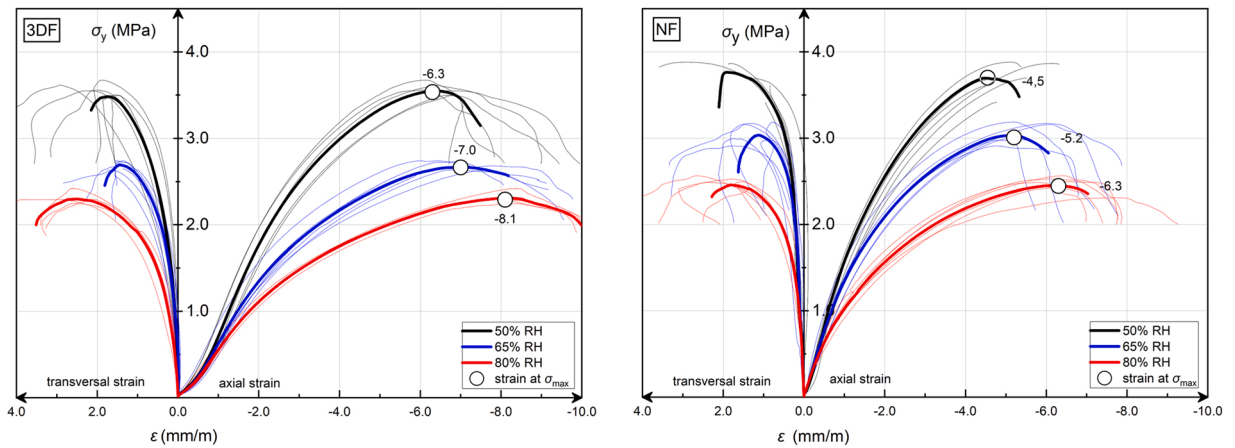 3DF
σy (MPa)
4.0
3.0
2.0
1.0
-6.3
-7.0
-8.1
50% RH
65% RH
80% RH
strain at σmax
transversal strain
axial strain
4.0 2.0 0.0 -2.0 -4.0 -6.0 -8.0 -10.0
ε (mm/m)
NF
σy (MPa)
4.0
3.0
2.0
1.0
-4,5
-5.2
-6.3
50% RH
65% RH
80% RH
strain at σmax
transversal strain
axial strain
4.0 2.0 0.0 -2.0 -4.0 -6.0 -8.0 -10.0
ε (mm/m)